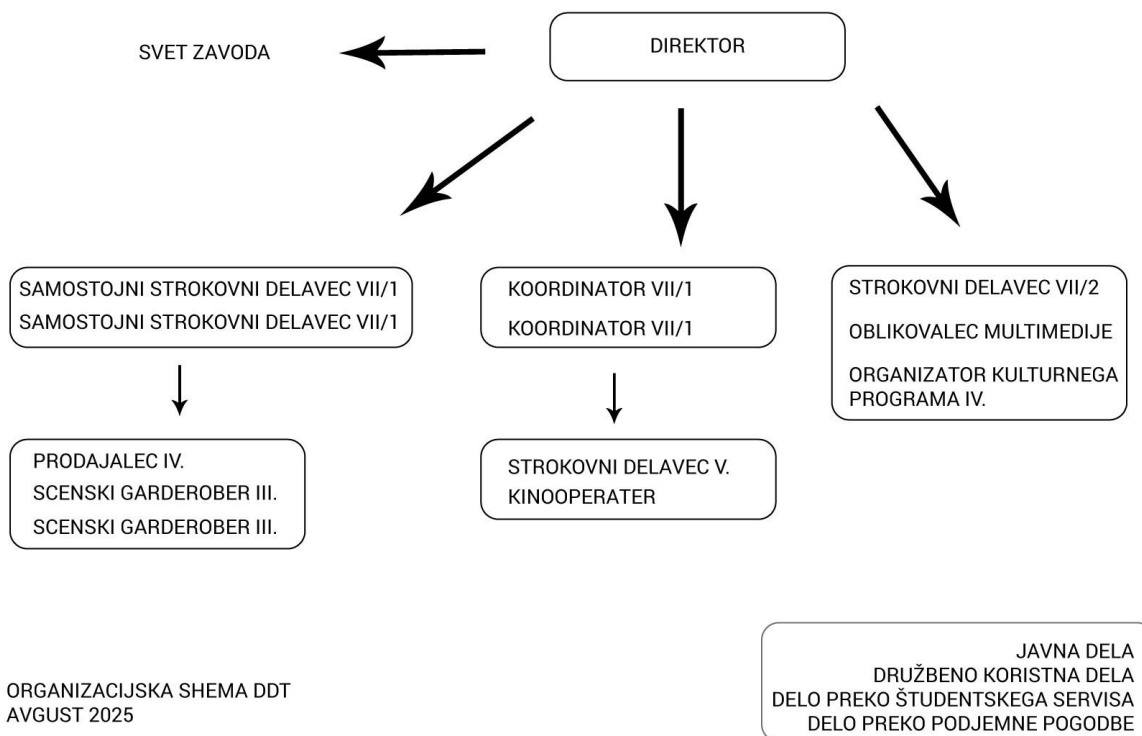 SVET ZAVODA
DIREKTOR
SAMOSTOJNI STROKOVNI DELAVEC VII/1
SAMOSTOJNI STROKOVNI DELAVEC VII/1
KOORDINATOR VII/1
KOORDINATOR VII/1
STROKOVNI DELAVEC VII/2
OBLIKOVALEC MULTIMEDIJE
ORGANIZATOR KULTURNEGA
PROGRAMA IV.
PRODAJALEC IV.
SCENSKI GARDEROBER III.
SCENSKI GARDEROBER III.
STROKOVNI DELAVEC V.
KINOOPERATER
ORGANIZACIJSKA SHEMA DDT
AVGUST 2025
JAVNA DELA
DRUŽBENO KORISTNA DELA
DELO PREKO ŠTUDENTSKEGA SERVISA
DELO PREKO PODJEMNE POGODBE